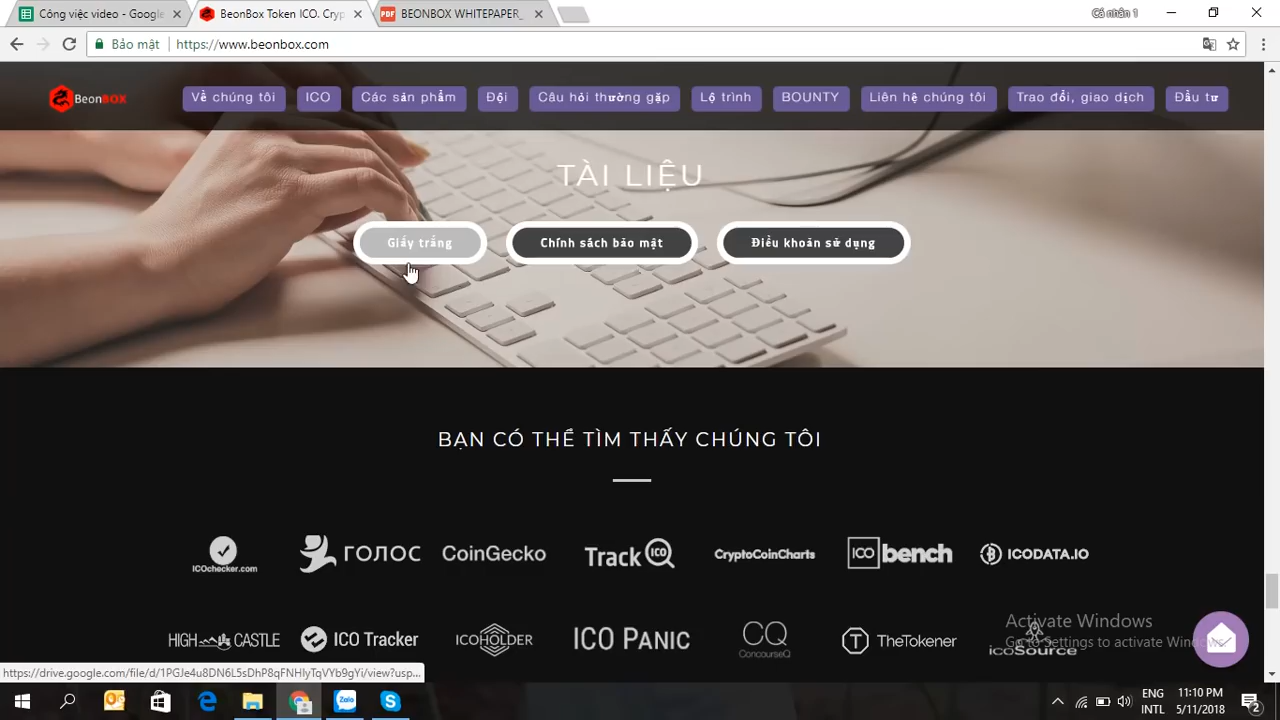 Công việc video - Google
BeonBox Token ICO. Cryp
BEONBOX WHITEPAPER_
Cá nhân 1
Bảo mật
https://www.beonbox.com
BeonBOX
Về chúng tôi
ICO
Các sản phẩm
Đội
Câu hỏi thường gặp
Lộ trình
BOUNTY
Liên hệ chúng tôi
Trao đổi, giao dịch
Đầu tư
TÀI LIỆU
Giấy trắng
Chính sách bảo mật
Điều khoản sử dụng
BẠN CÓ THỂ TÌM THẤY CHÚNG TÔI
ICOchecker.com
ГОЛОС
CoinGecko
Track ICO
CryptoCoinCharts
ICO bench
ICODATA.IO
HIGH CASTLE
ICO Tracker
ICOHOLDER
ICO PANIC
CQ
ConcourseQ
TheTokener
icoSource
Activate Windows
Go to Settings to activate Windows.
https://drive.google.com/file/d/1PGJe4u8DN6L5sDhP8qFNHIyTqVYb9gYi/view?usp...
Zalo
ENG
INTL
11:10 PM
5/11/2018
2